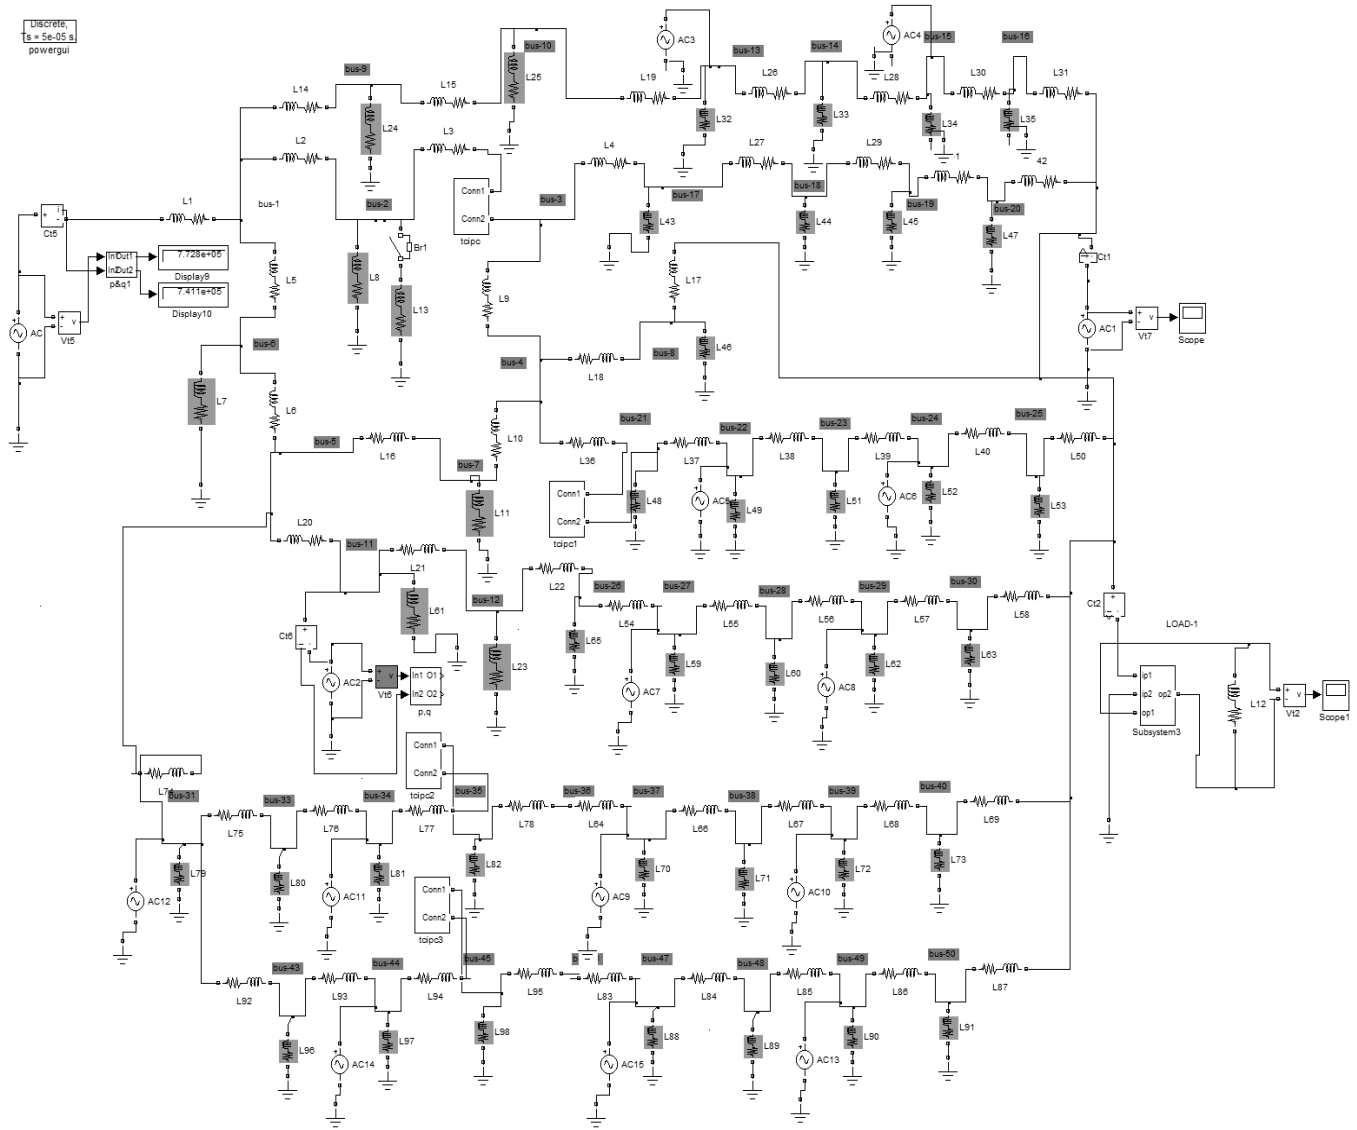 Discrete,
Ts = 5e-05 s.
powergui
AC3
AC4
bus-10
bus-13
bus-14
bus-15
bus-16
bus-9
L14
L15
L25
L19
L26
L28
L30
L31
L24
L32
L33
L34
L35
L2
L3
L4
L27
L29
42
Conn1
Conn2
tcipc
bus-1
bus-2
bus-3
bus-17
bus-18
bus-19
bus-20
L1
L43
L44
L45
L47
Ct5
Br1
In1
Out1
In2
Out2
p&q1
7.728e+05
Display9
7.411e+05
Display10
L5
L8
L13
L9
L17
Ct1
AC
Vt5
AC1
Vt7
Scope
bus-6
bus-4
bus-8
L46
L18
L7
L6
L10
bus-21
bus-22
bus-23
bus-24
bus-25
bus-5
L16
bus-7
L36
L37
L38
L39
L40
L50
L11
Conn1
Conn2
tcipc1
L48
L49
L51
AC6
L52
L53
L20
bus-11
L21
L22
bus-12
bus-26
bus-27
bus-28
bus-29
bus-30
L54
L55
L56
L57
L58
L61
Ct6
L65
L59
L60
L62
L63
Ct2
LOAD-1
AC2
Vt6
In1 O1
In2 O2
p,q
L23
AC7
AC8
ip1
ip2
op1
op2
Subsystem3
L12
Vt2
Scope1
Conn1
Conn2
tcipc2
L74
bus-31
bus-33
bus-34
bus-35
bus-36
bus-37
bus-38
bus-39
bus-40
L75
L76
L77
L78
L64
L66
L67
L68
L69
L79
L80
L81
L82
L70
L71
L72
L73
AC12
AC11
AC9
AC10
Conn1
Conn2
tcipc3
bus-43
bus-44
bus-45
bus-47
bus-48
bus-49
bus-50
L92
L93
L94
L95
L83
L84
L85
L86
L87
L96
L97
L98
L88
L89
L90
L91
AC14
AC15
AC13